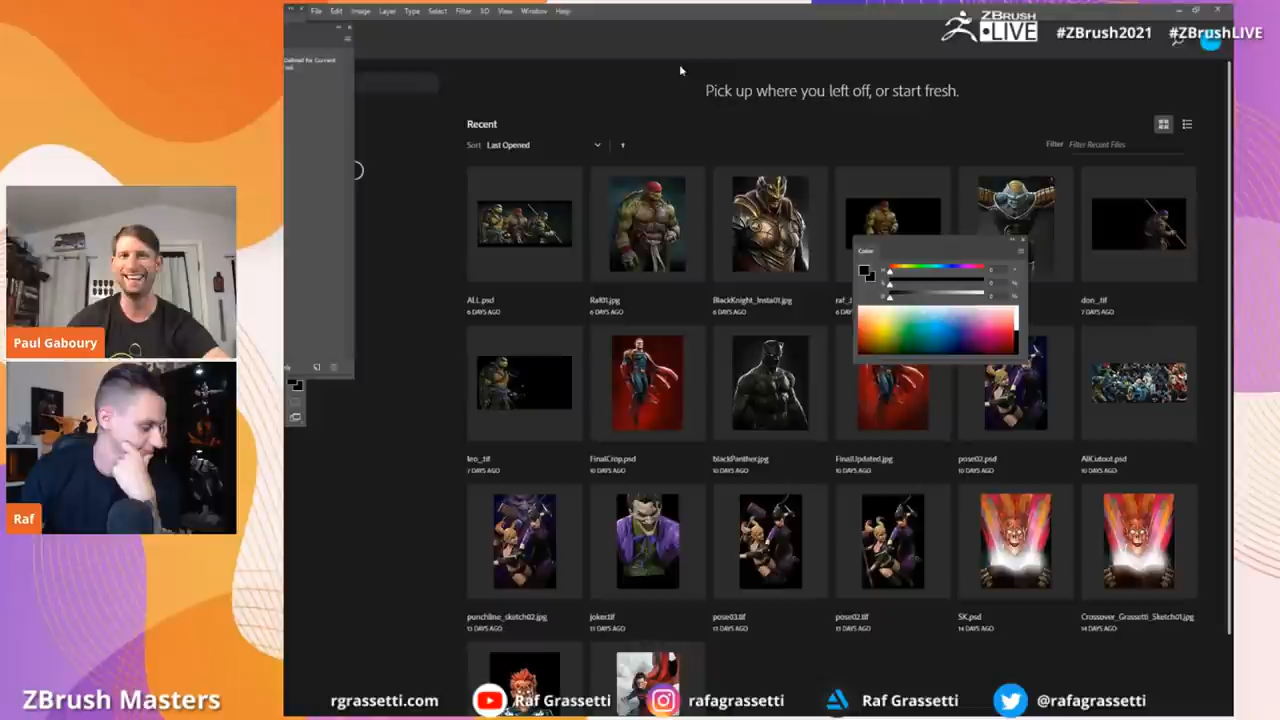 File Edit Image Layer Type Select Filter 3D View Window Help
ZBRUSH
LIVE
#ZBrush2021 #ZBrushLIVE
Defined for Current
Pick up where you left off, or start fresh.
Recent
Sort Last Opened
Filter Filter Recent Files
Color
ALL.psd
6 DAYS AGO
Raf01.jpg
6 DAYS AGO
BlackKnight_Insta01.jpg
6 DAYS AGO
don_.tif
7 DAYS AGO
leo_.tif
7 DAYS AGO
FinalCrop.psd
10 DAYS AGO
blackPanther.jpg
10 DAYS AGO
FinalUpdated.jpg
10 DAYS AGO
pose02.psd
10 DAYS AGO
AllCutout.psd
10 DAYS AGO
punchline_sketch02.jpg
13 DAYS AGO
joker.tif
13 DAYS AGO
pose03.tif
13 DAYS AGO
pose02.tif
13 DAYS AGO
SK.psd
14 DAYS AGO
Crossover_Grassetti_Sketch01.jpg
14 DAYS AGO
Paul Gaboury
Raf
ZBrush Masters
rgrassetti.com
Raf Grassetti
rafagrassetti
Raf Grassetti
@rafagrassetti